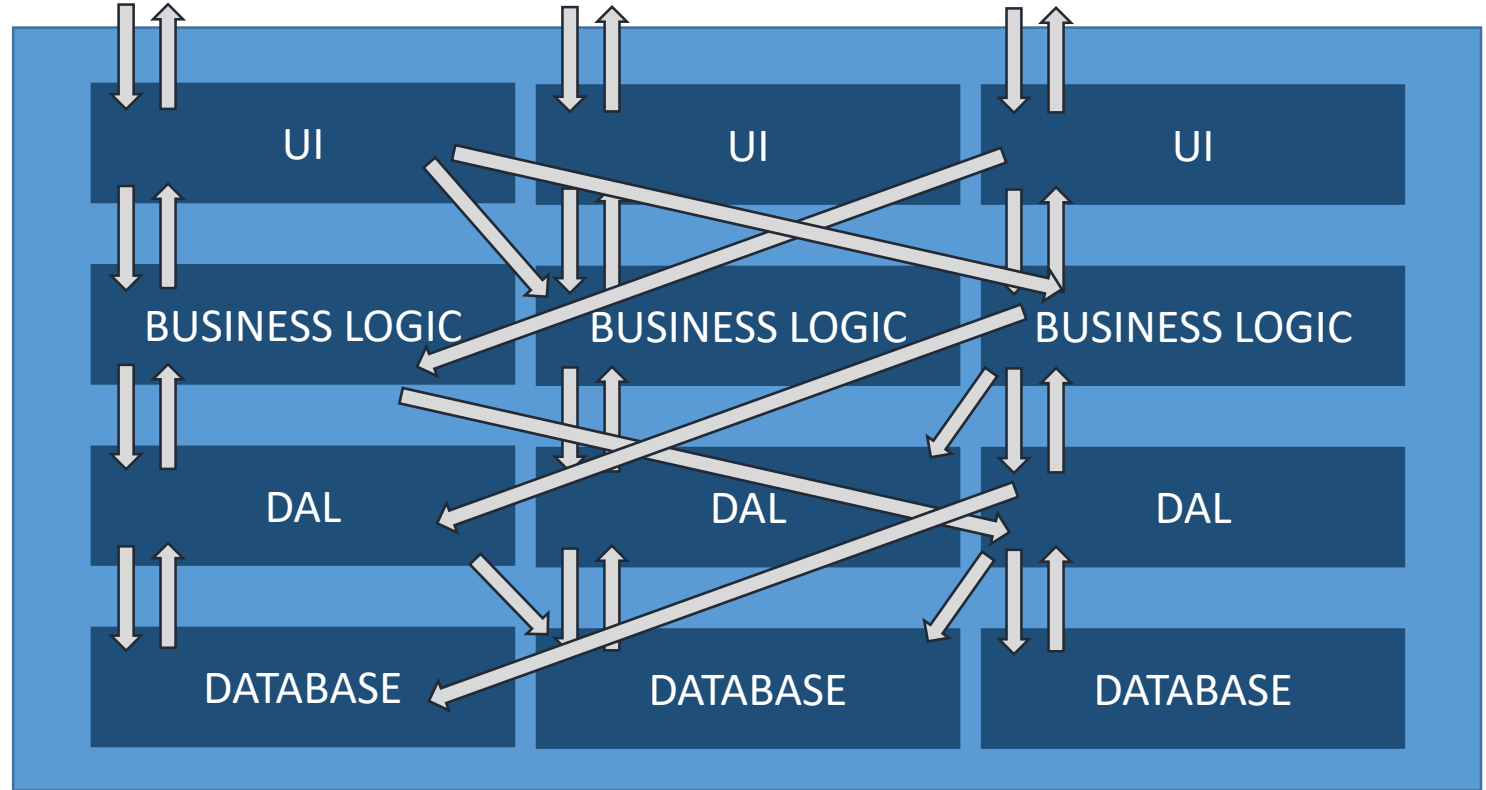 UI
UI
UI
BUSINESS LOGIC
BUSINESS LOGIC
BUSINESS LOGIC
DAL
DAL
DAL
DATABASE
DATABASE
DATABASE